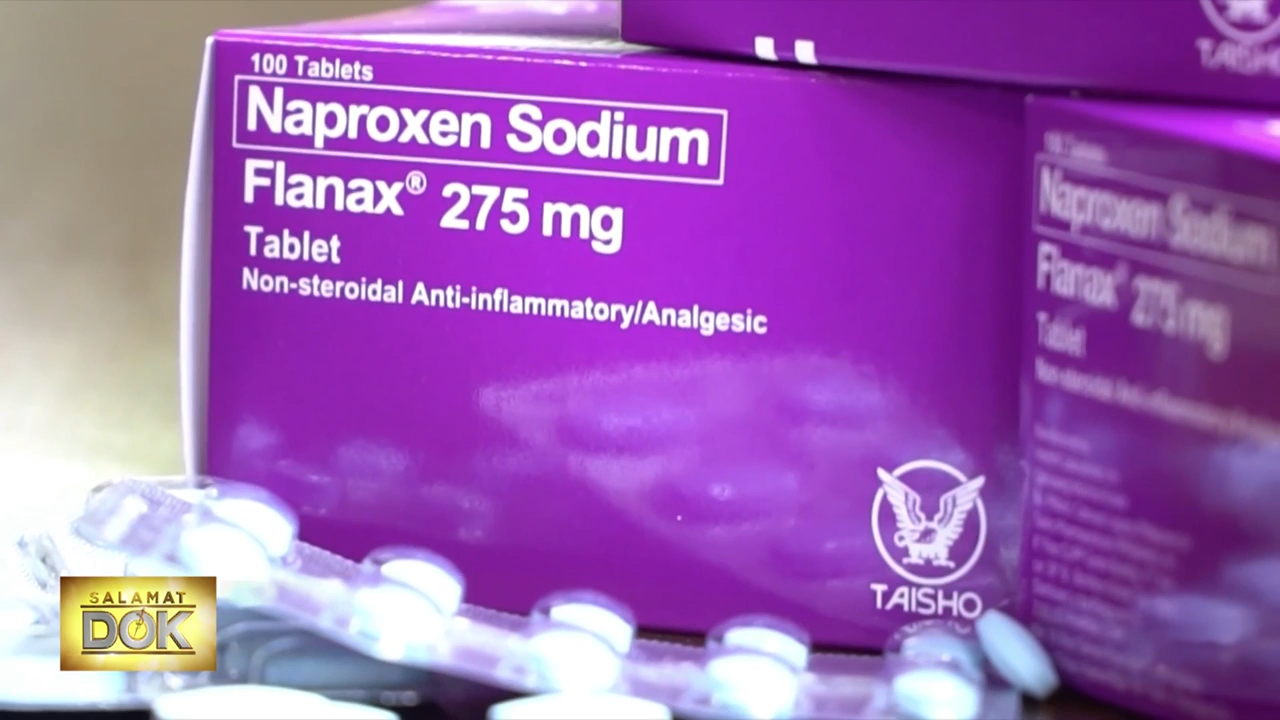 100 Tablets
Naproxen Sodium
Flanax® 275 mg
Tablet
Non-steroidal Anti-inflammatory/Analgesic
TAISHO
TAISHO
Naproxen Sodium
Flanax® 275 mg
Tablet
SALAMAT
DOK